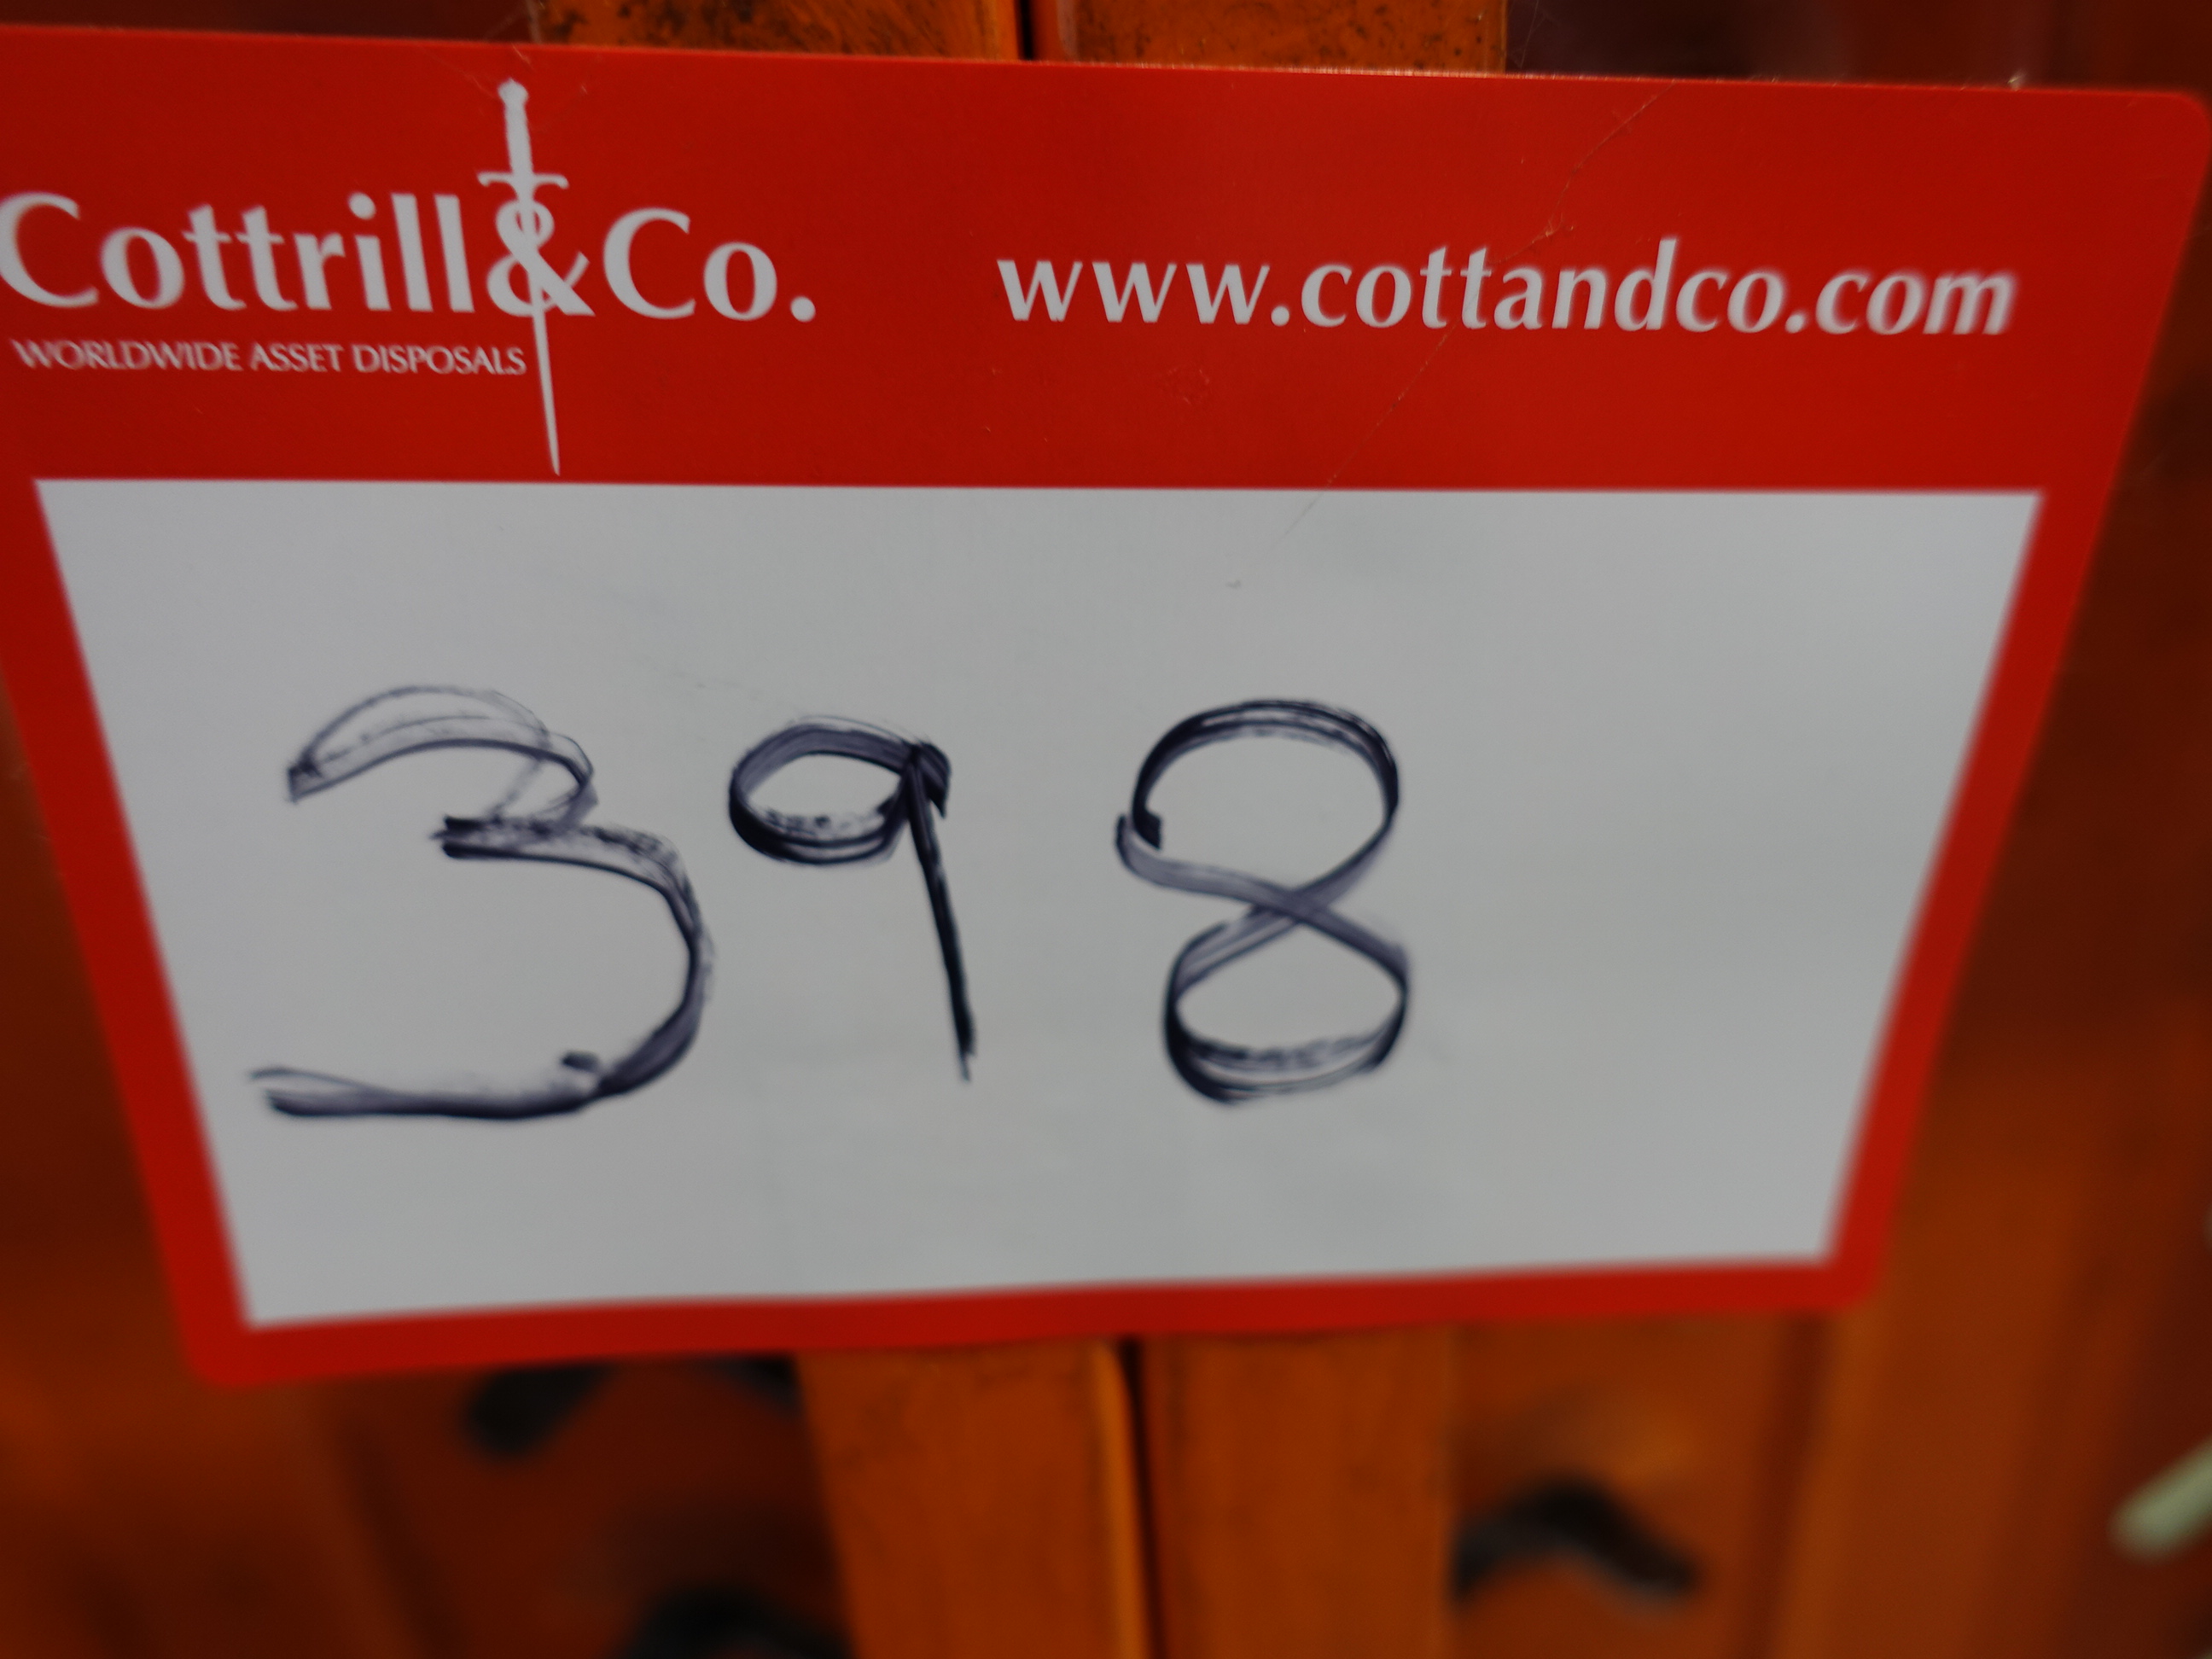 Cottrill&Co. www.cottandco.com
WORLDWIDE ASSET DISPOSALS
398